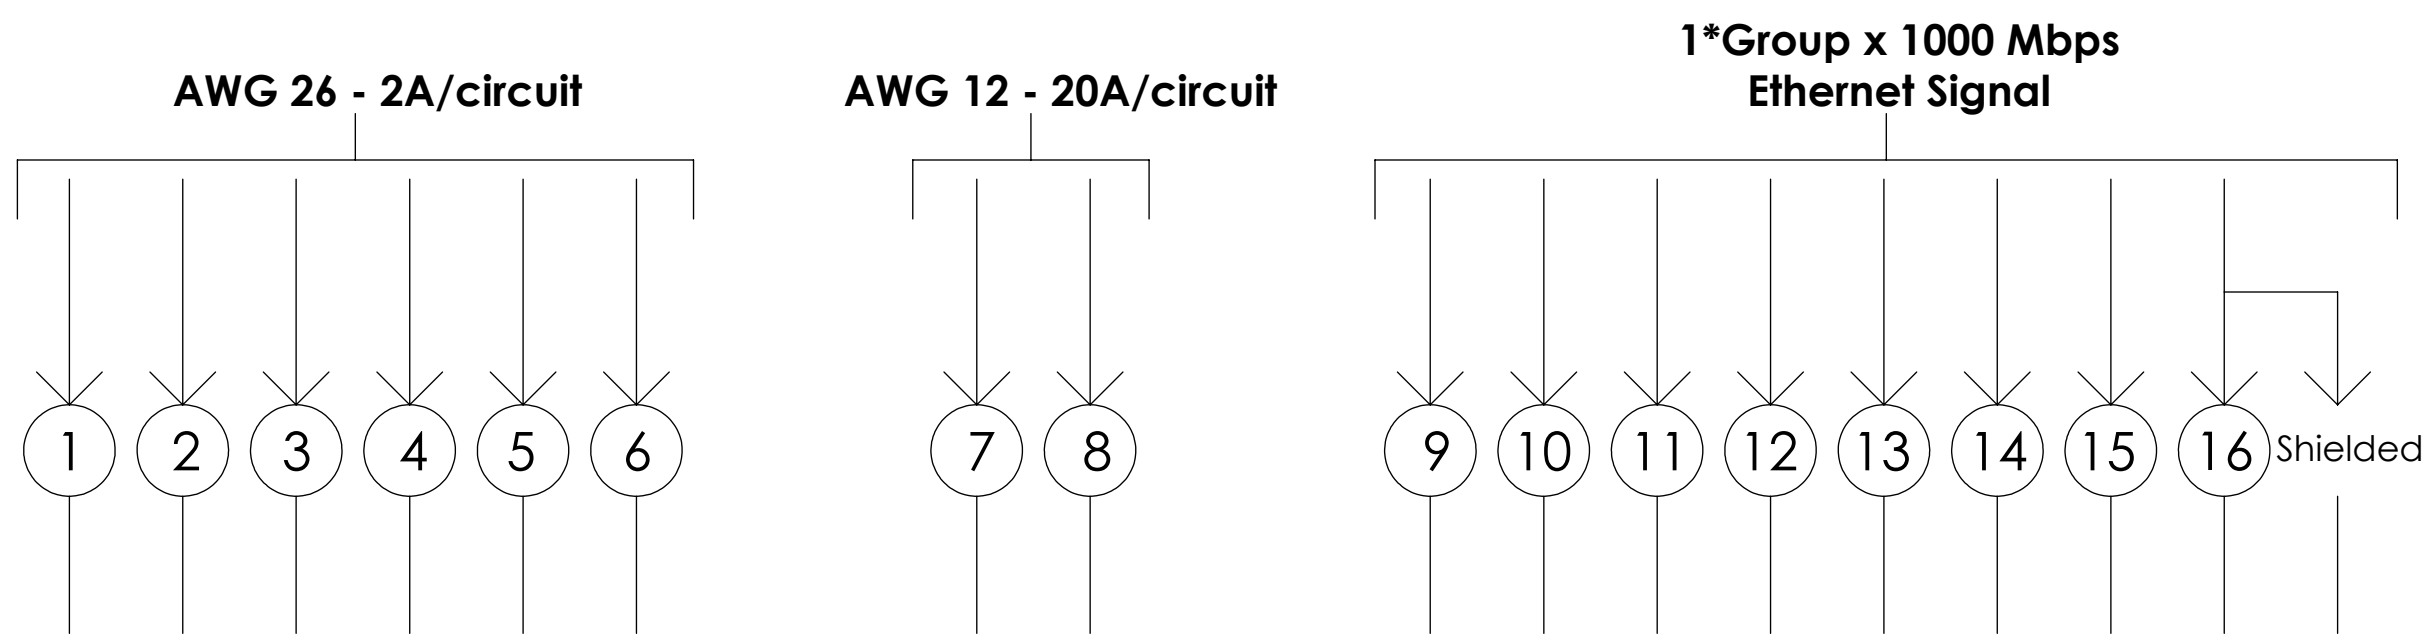 AWG 26 - 2A/circuit
AWG 12 - 20A/circuit
1*Group x 1000 Mbps
Ethernet Signal
1 2 3 4 5 6 7 8 9 10 11 12 13 14 15 16 Shielded